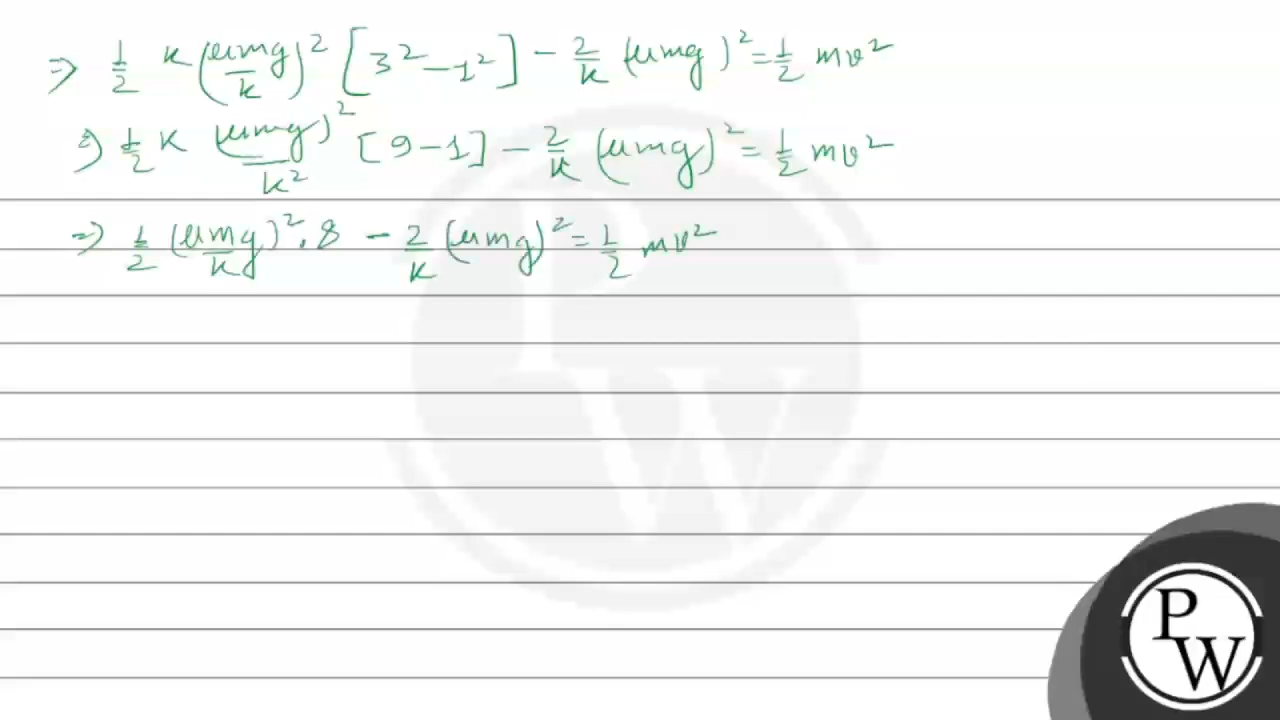 ⇒ 1/2 k (μmg/k)² [3² − 1²] − 2/k (μmg)² = 1/2 mv²
⇒ 1/2 k (μmg)²/k² [9 − 1] − 2/k (μmg)² = 1/2 mv²
⇒ 1/2 (μmg)²/k · 8 − 2/k (μmg)² = 1/2 mv²
PW
P
W